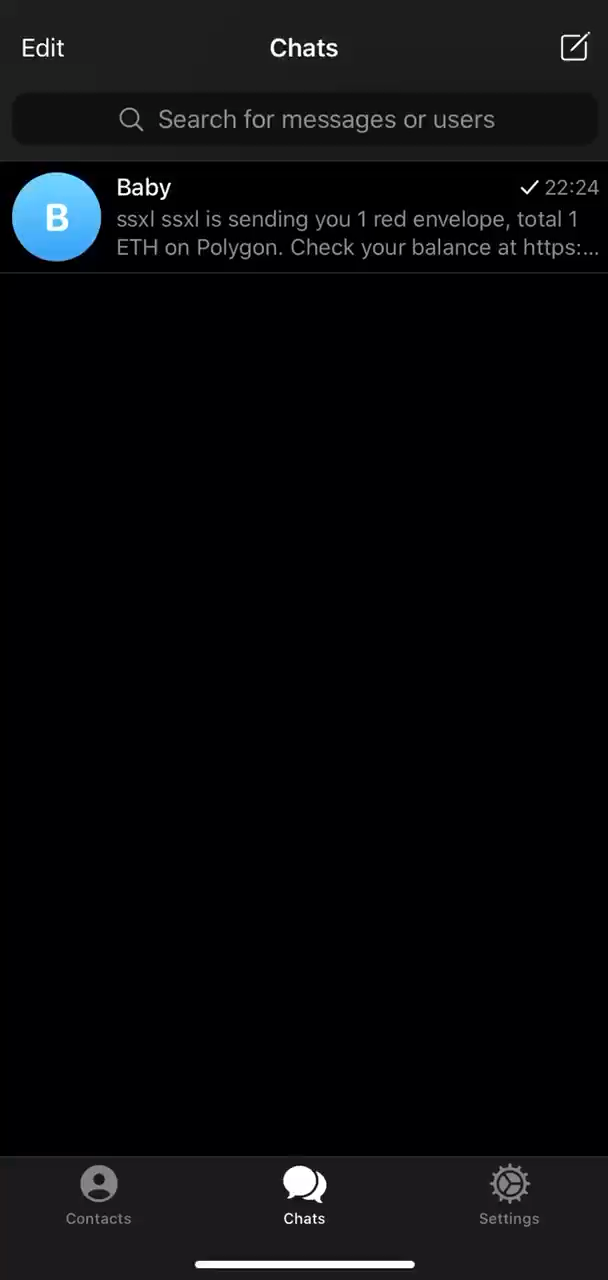 Edit
Chats
Search for messages or users
B
Baby
22:24
ssxl ssxl is sending you 1 red envelope, total 1
ETH on Polygon. Check your balance at https:...
Contacts
Chats
Settings